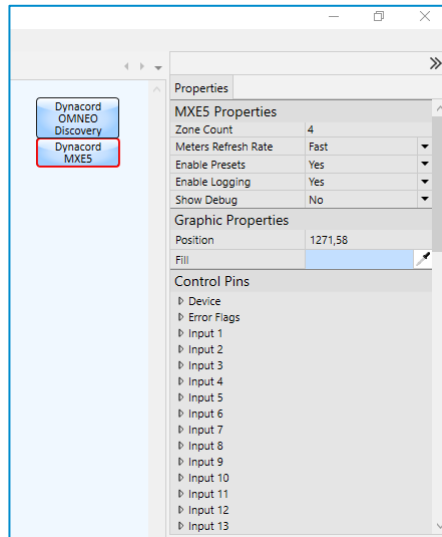 Dynacord
OMNEO
Discovery
Dynacord
MXE5
Properties
MXE5 Properties
Zone Count 4
Meters Refresh Rate Fast
Enable Presets Yes
Enable Logging Yes
Show Debug No
Graphic Properties
Position 1271,58
Fill
Control Pins
Device
Error Flags
Input 1
Input 2
Input 3
Input 4
Input 5
Input 6
Input 7
Input 8
Input 9
Input 10
Input 11
Input 12
Input 13